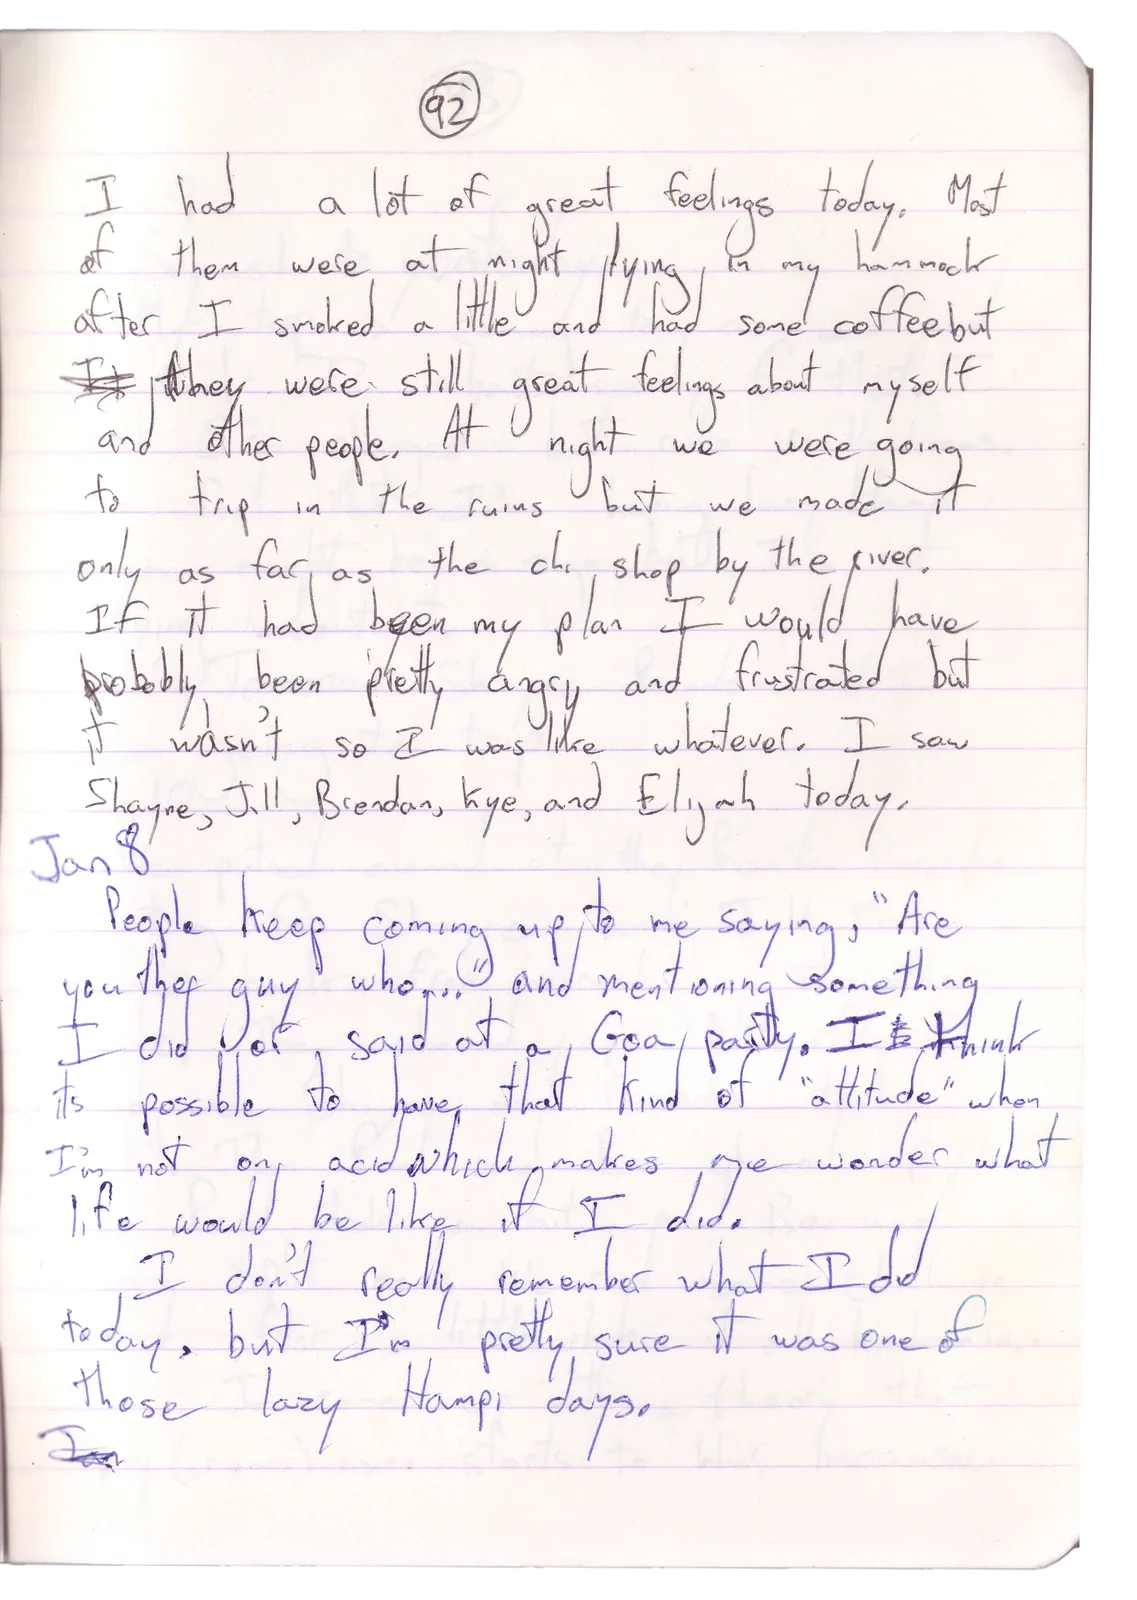 92
I had a lot of great feelings today. Most
of them were at night lying in my hammock
after I smoked a little and had some coffee but
they were still great feelings about myself
and other people. At night we were going
to trip in the ruins but we made it
only as far as the chi shop by the river.
If it had been my plan I would have
probably been pretty angry and frustrated but
it wasn't so I was like whatever. I saw
Shayne, Jill, Brendan, Kye, and Elijah today.
Jan 8
People keep coming up to me saying, "Are
you the guy who..." and mentioning something
I did or said at a Goa party. I think
its possible to have that kind of "attitude" when
I'm not on acid which makes me wonder what
life would be like if I did.
I don't really remember what I did
today, but I'm pretty sure it was one of
those lazy Hampi days.
Jan